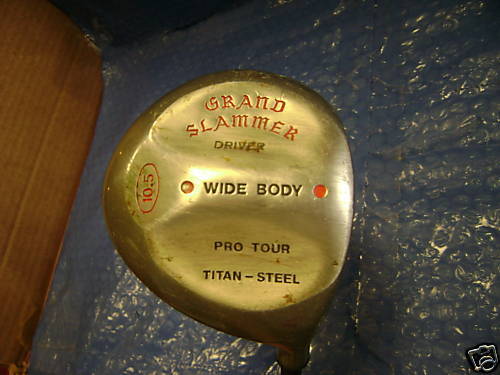 GRAND
SLAMMER
DRIVER
10.5
WIDE BODY
PRO TOUR
TITAN-STEEL